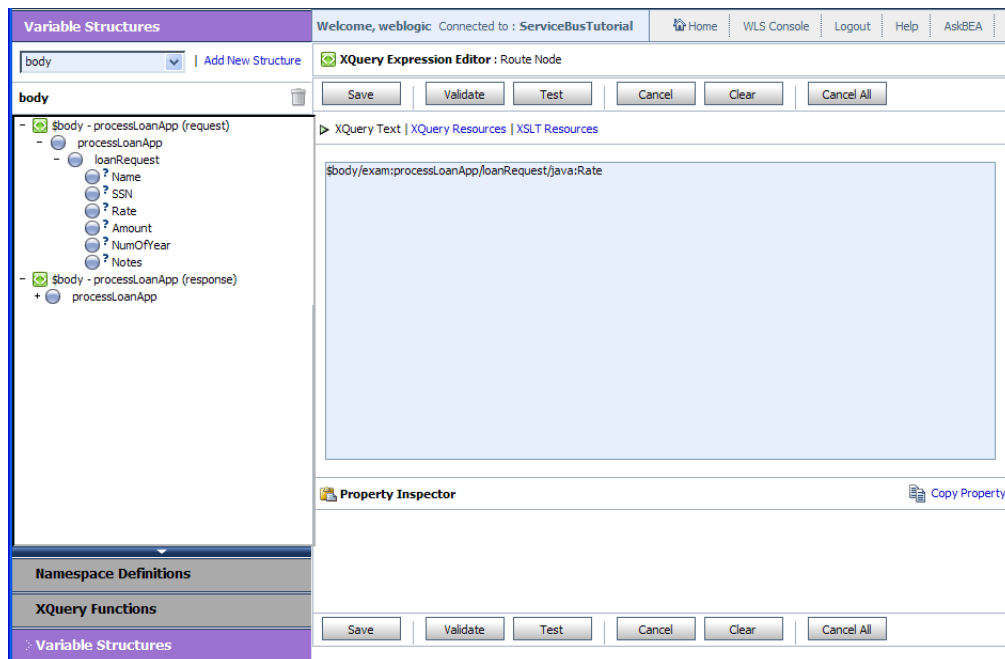 Variable Structures
Welcome, weblogic Connected to : ServiceBusTutorial
Home WLS Console Logout Help AskBEA
body | Add New Structure
XQuery Expression Editor : Route Node
body
Save Validate Test Cancel Clear Cancel All
XQuery Text | XQuery Resources | XSLT Resources
- $body - processLoanApp (request)
- processLoanApp
- loanRequest
? Name
? SSN
? Rate
? Amount
? NumOfYear
? Notes
- $body - processLoanApp (response)
+ processLoanApp
$body/exam:processLoanApp/loanRequest/java:Rate
Property Inspector
Copy Property
Namespace Definitions
XQuery Functions
Variable Structures
Save Validate Test Cancel Clear Cancel All